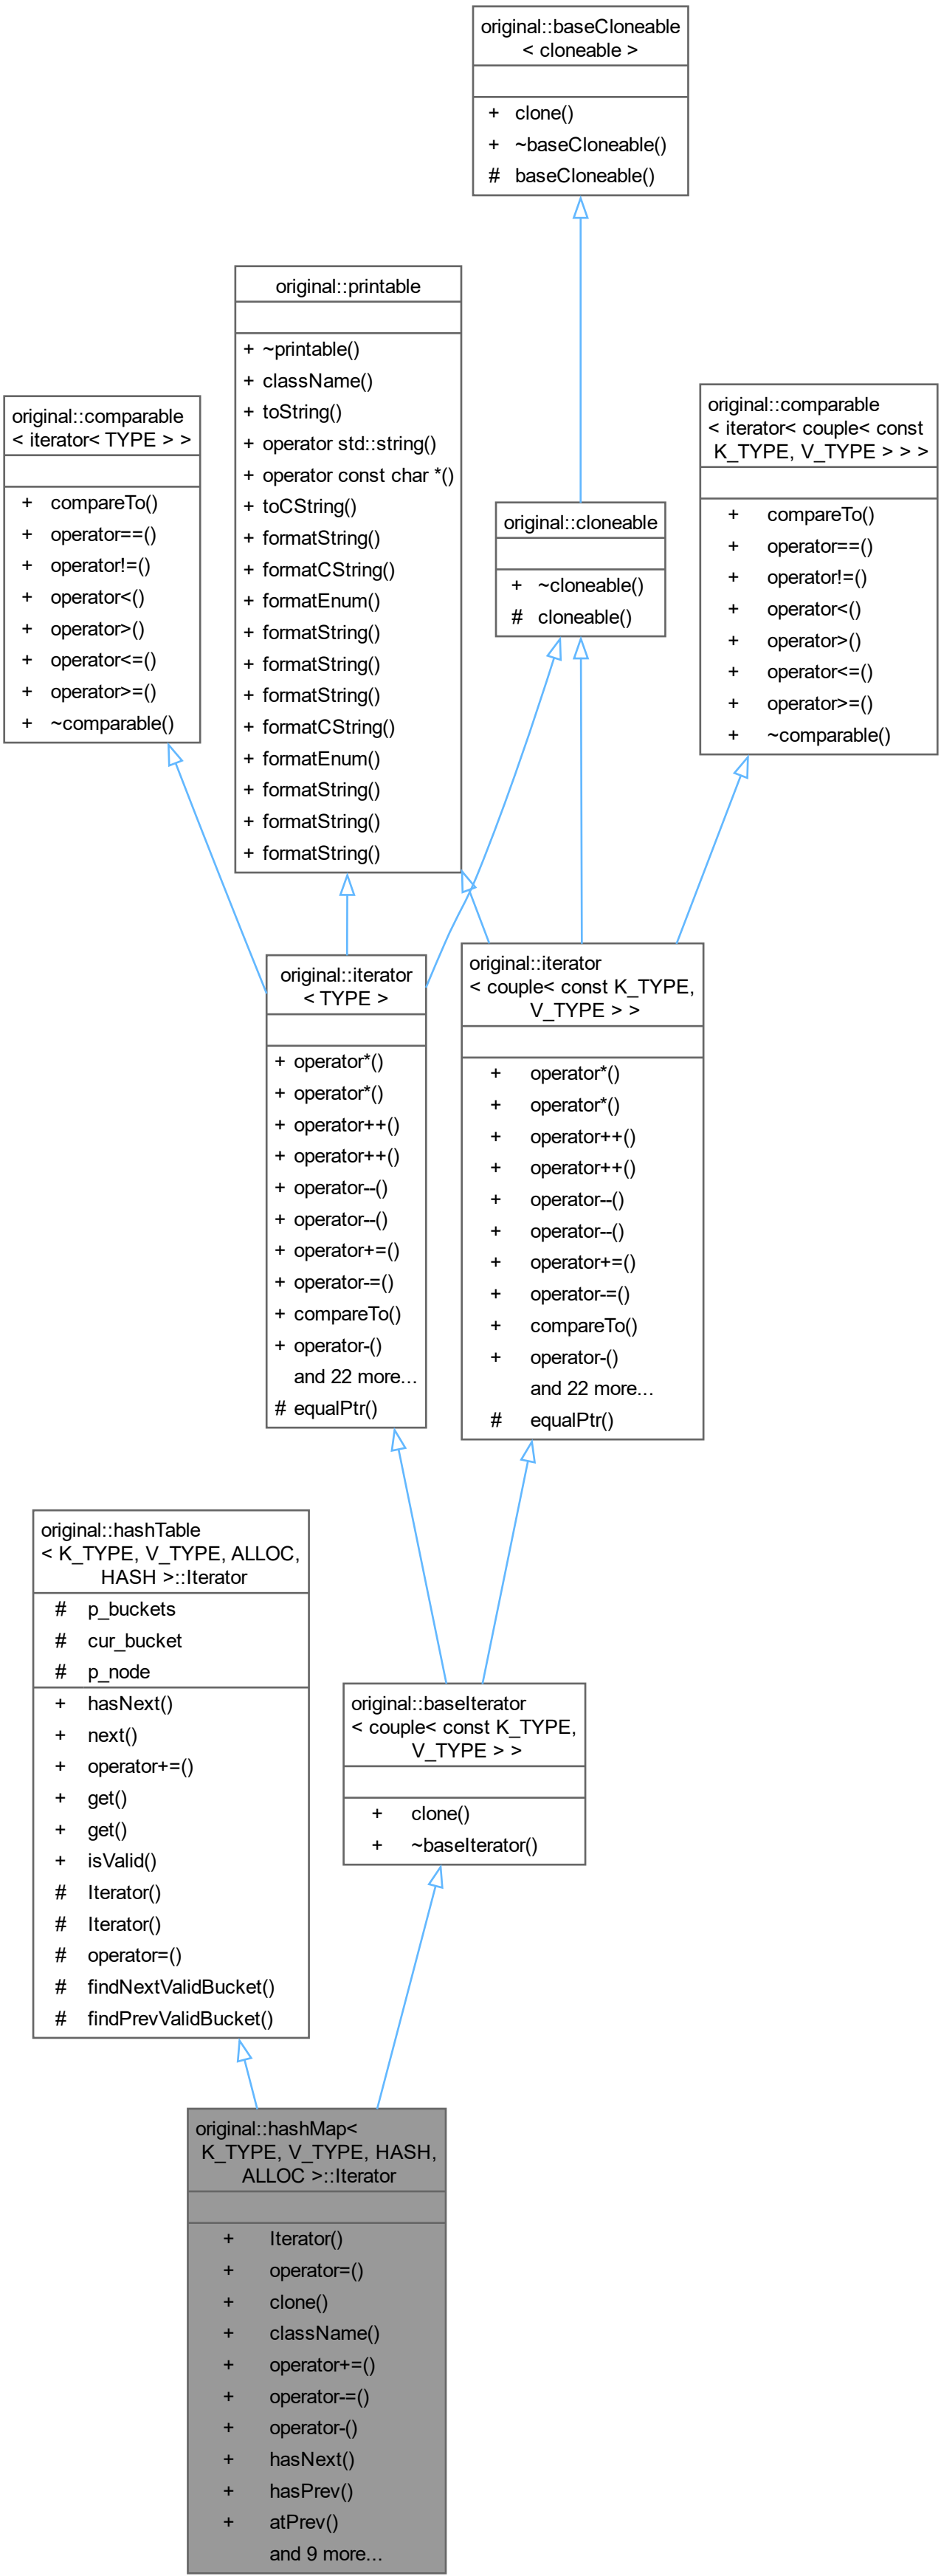 original::baseCloneable
< cloneable >
+ clone()
+ ~baseCloneable()
# baseCloneable()
original::printable
+ ~printable()
+ className()
+ toString()
+ operator std::string()
+ operator const char *()
+ toCString()
+ formatString()
+ formatCString()
+ formatEnum()
+ formatString()
+ formatString()
+ formatString()
+ formatCString()
+ formatEnum()
+ formatString()
+ formatString()
+ formatString()
original::comparable
< iterator< TYPE > >
+ compareTo()
+ operator==()
+ operator!=()
+ operator<()
+ operator>()
+ operator<=()
+ operator>=()
+ ~comparable()
original::cloneable
+ ~cloneable()
# cloneable()
original::comparable
< iterator< couple< const
K_TYPE, V_TYPE > > >
+ compareTo()
+ operator==()
+ operator!=()
+ operator<()
+ operator>()
+ operator<=()
+ operator>=()
+ ~comparable()
original::iterator
< TYPE >
+ operator*()
+ operator*()
+ operator++()
+ operator++()
+ operator--()
+ operator--()
+ operator+=()
+ operator-=()
+ compareTo()
+ operator-()
and 22 more...
# equalPtr()
original::iterator
< couple< const K_TYPE,
V_TYPE > >
+ operator*()
+ operator*()
+ operator++()
+ operator++()
+ operator--()
+ operator--()
+ operator+=()
+ operator-=()
+ compareTo()
+ operator-()
and 22 more...
# equalPtr()
original::hashTable
< K_TYPE, V_TYPE, ALLOC,
HASH >::Iterator
# p_buckets
# cur_bucket
# p_node
+ hasNext()
+ next()
+ operator+=()
+ get()
+ get()
+ isValid()
# Iterator()
# Iterator()
# operator=()
# findNextValidBucket()
# findPrevValidBucket()
original::baseIterator
< couple< const K_TYPE,
V_TYPE > >
+ clone()
+ ~baseIterator()
original::hashMap<
K_TYPE, V_TYPE, HASH,
ALLOC >::Iterator
+ Iterator()
+ operator=()
+ clone()
+ className()
+ operator+=()
+ operator-=()
+ operator-()
+ hasNext()
+ hasPrev()
+ atPrev()
and 9 more...